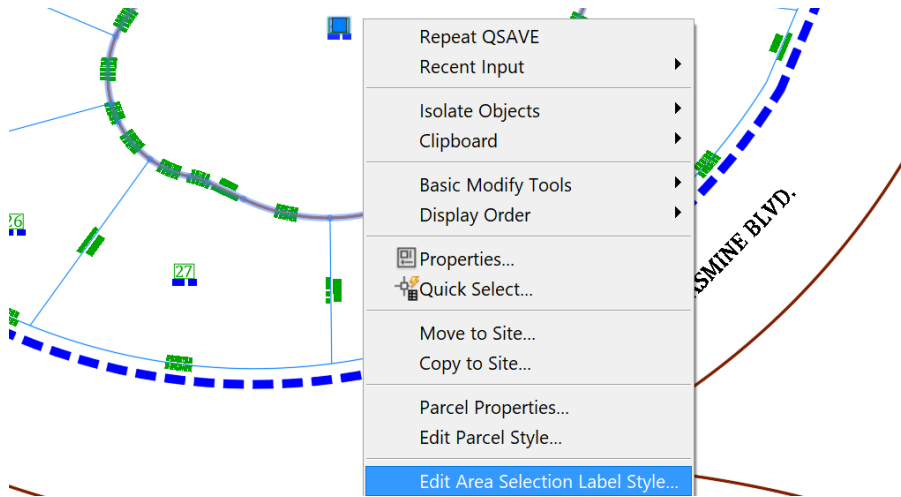 Repeat QSAVE
Recent Input
Isolate Objects
Clipboard
Basic Modify Tools
Display Order
Properties...
Quick Select...
Move to Site...
Copy to Site...
Parcel Properties...
Edit Parcel Style...
Edit Area Selection Label Style...
26
27
ASMINE BLVD.